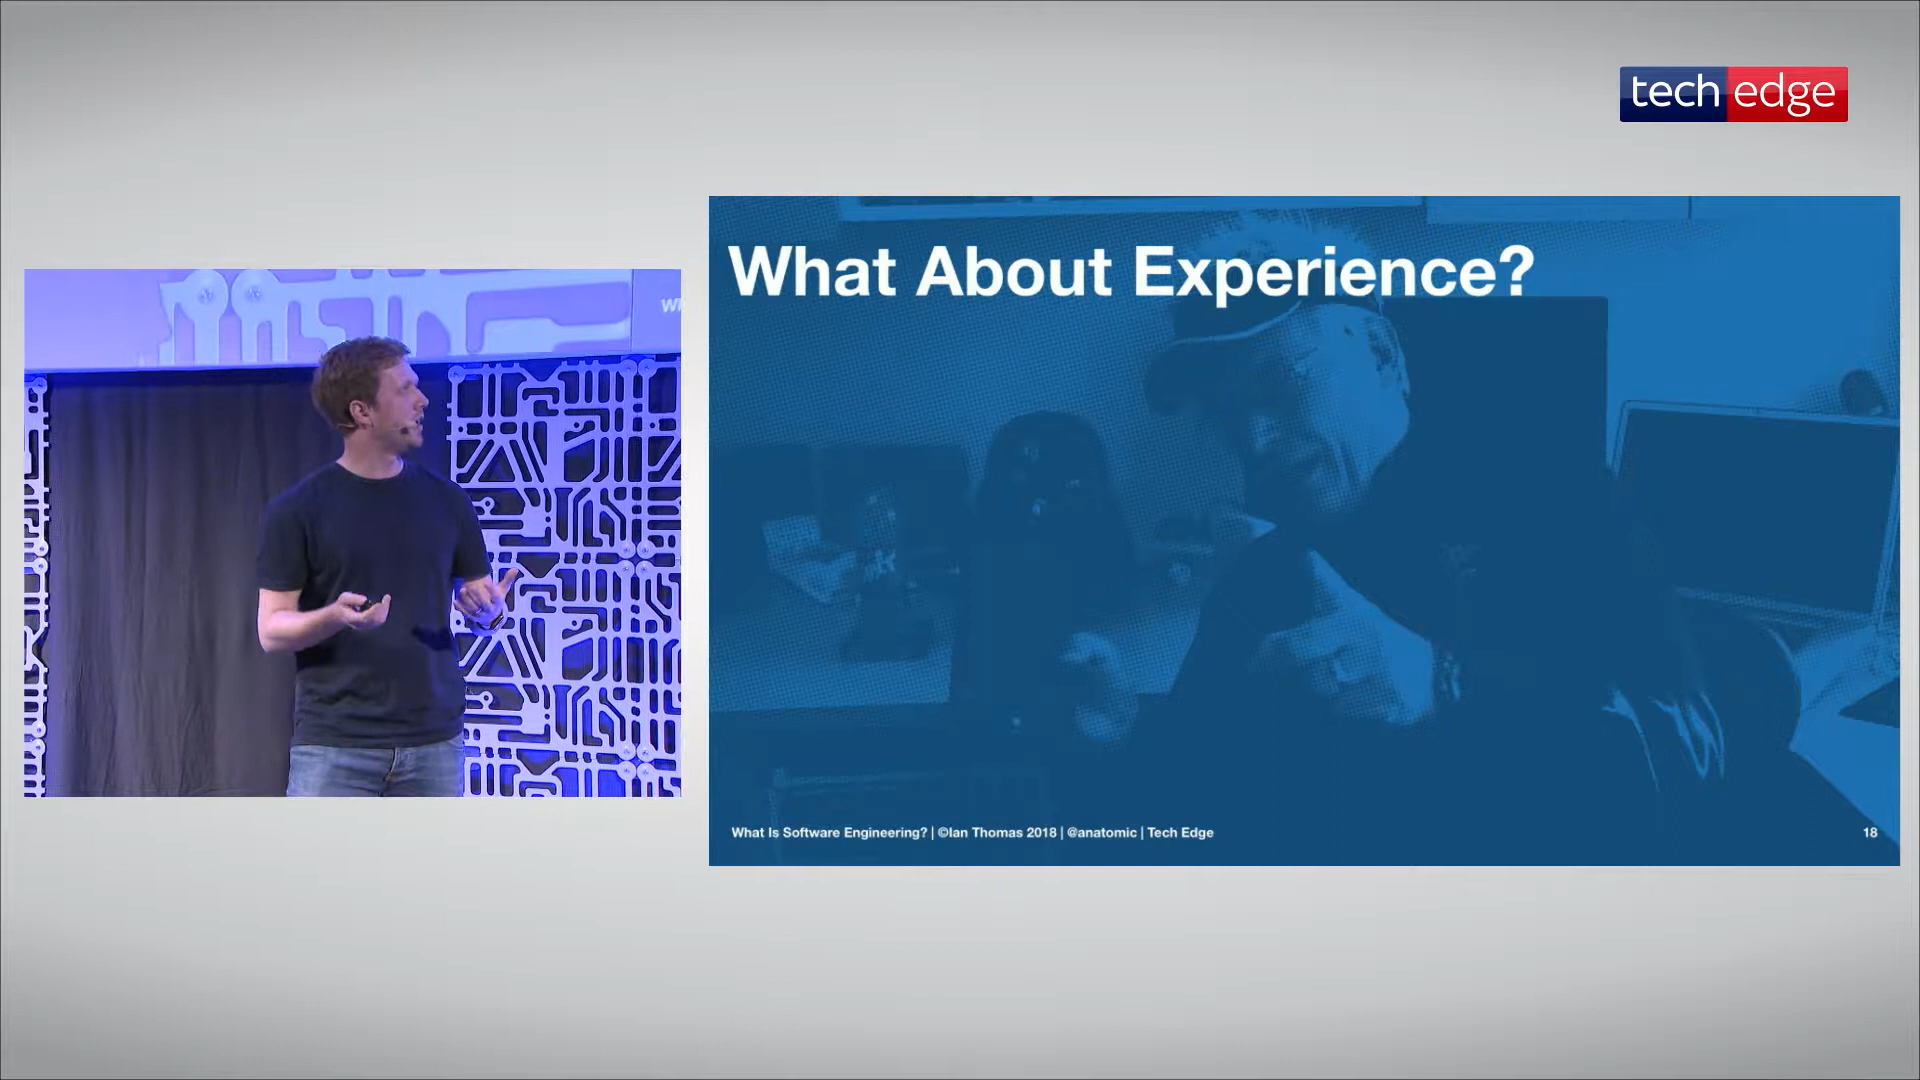 tech edge
What About Experience?
What Is Software Engineering? | ©Ian Thomas 2018 | @anatomic | Tech Edge
18